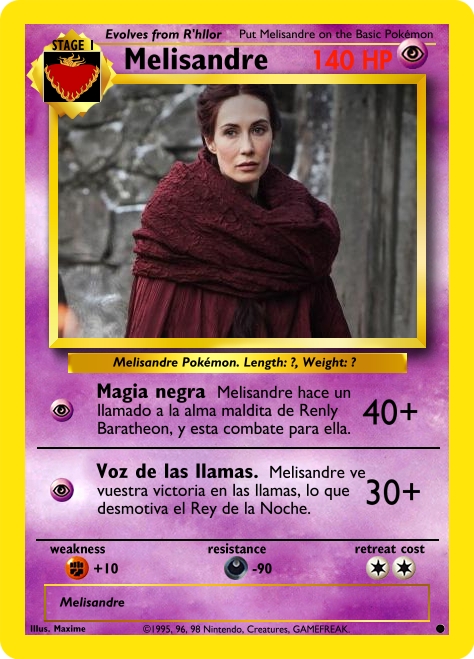 Evolves from R'hllor Put Melisandre on the Basic Pokémon
STAGE 1
Melisandre 140 HP
Melisandre Pokémon. Length: ?, Weight: ?
Magia negra Melisandre hace un
llamado a la alma maldita de Renly
Baratheon, y esta combate para ella.
40+
Voz de las llamas. Melisandre ve
vuestra victoria en las llamas, lo que
desmotiva el Rey de la Noche.
30+
weakness resistance retreat cost
+10 -90
Melisandre
Illus. Maxime ©1995, 96, 98 Nintendo, Creatures, GAMEFREAK.